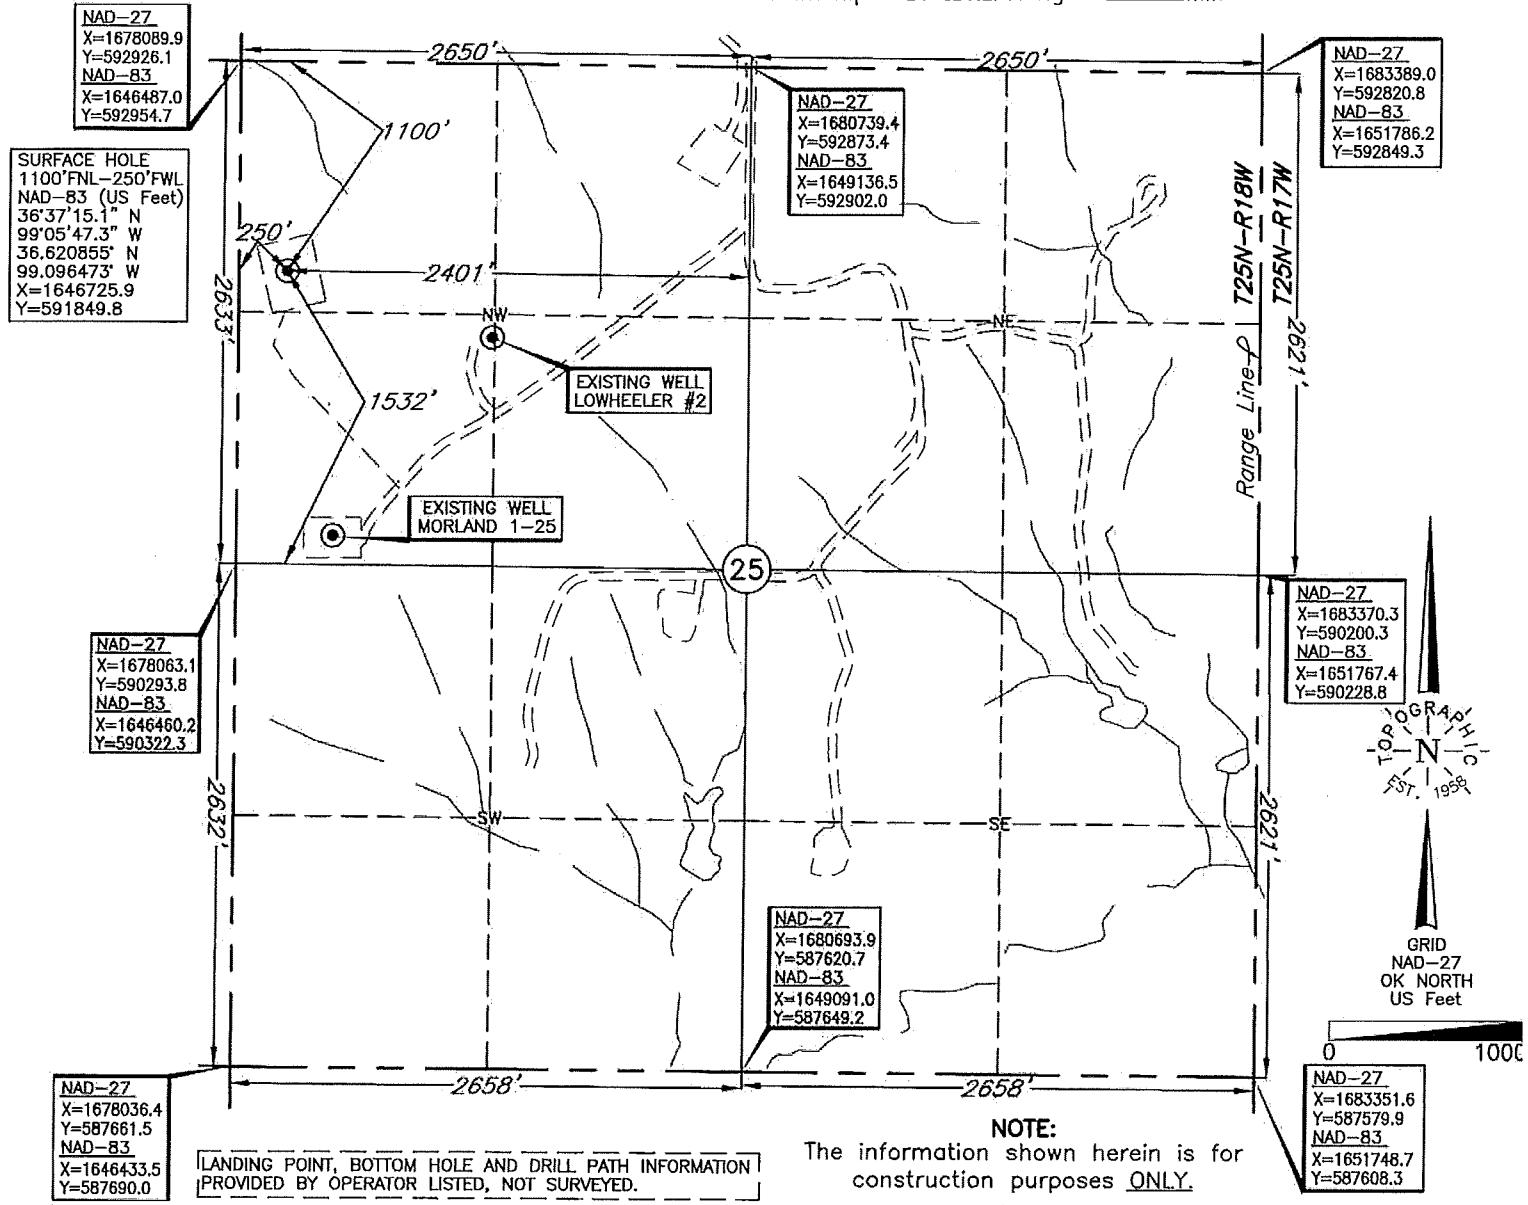 NAD-27
X=1678089.9
Y=592926.1
NAD-83
X=1646487.0
Y=592954.7
2650'
2650'
NAD-27
X=1683389.0
Y=592820.8
NAD-83
X=1651786.2
Y=592849.3
NAD-27
X=1680739.4
Y=592873.4
NAD-83
X=1649136.5
Y=592902.0
1100'
SURFACE HOLE
1100'FNL-250'FWL
NAD-83 (US Feet)
36°37'15.1" N
99°05'47.3" W
36.620855° N
99.096473° W
X=1646725.9
Y=591849.8
250'
2401'
2633'
NW
NE
T25N-R18W
T25N-R17W
Range Line
2621'
EXISTING WELL
LOWHEELER #2
1532'
EXISTING WELL
MORLAND 1-25
25
NAD-27
X=1683370.3
Y=590200.3
NAD-83
X=1651767.4
Y=590228.8
NAD-27
X=1678063.1
Y=590293.8
NAD-83
X=1646460.2
Y=590322.3
TOPOGRAPHIC
N
EST. 1958
2632'
SW
SE
2621'
NAD-27
X=1680693.9
Y=587620.7
NAD-83
X=1649091.0
Y=587649.2
GRID
NAD-27
OK NORTH
US Feet
0
2658'
2658'
NAD-27
X=1678036.4
Y=587661.5
NAD-83
X=1646433.5
Y=587690.0
NAD-27
X=1683351.6
Y=587579.9
NAD-83
X=1651748.7
Y=587608.3
LANDING POINT, BOTTOM HOLE AND DRILL PATH INFORMATION
PROVIDED BY OPERATOR LISTED, NOT SURVEYED.
NOTE:
The information shown herein is for
construction purposes ONLY.